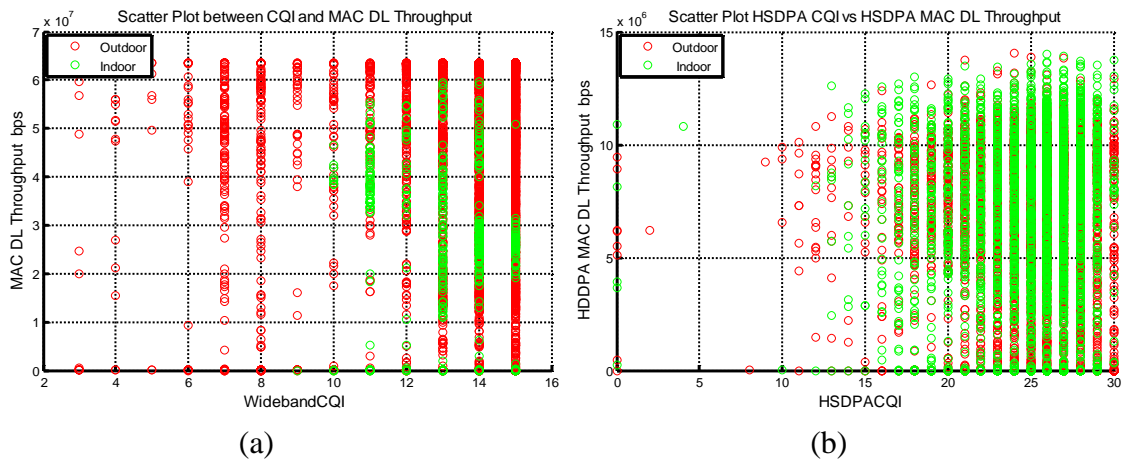 Scatter Plot between CQI and MAC DL Throughput
x 10^7
7
6
5
4
3
2
1
0
MAC DL Throughput bps
Outdoor
Indoor
2 4 6 8 10 12 14 16
WidebandCQI
(a)
Scatter Plot HSDPA CQI vs HSDPA MAC DL Throughput
x 10^6
15
10
5
0
HDDPA MAC DL Throughput bps
Outdoor
Indoor
0 5 10 15 20 25 30
HSDPACQI
(b)